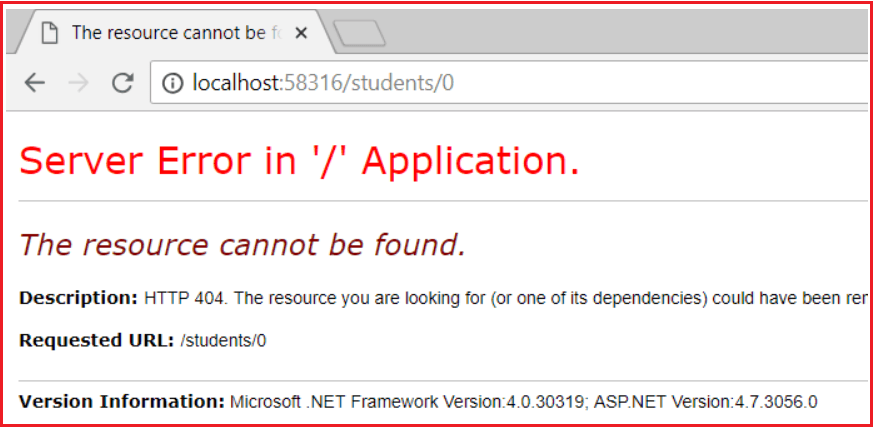 The resource cannot be fo
localhost:58316/students/0
Server Error in '/' Application.
The resource cannot be found.
Description: HTTP 404. The resource you are looking for (or one of its dependencies) could have been
Requested URL: /students/0
Version Information: Microsoft .NET Framework Version:4.0.30319; ASP.NET Version:4.7.3056.0